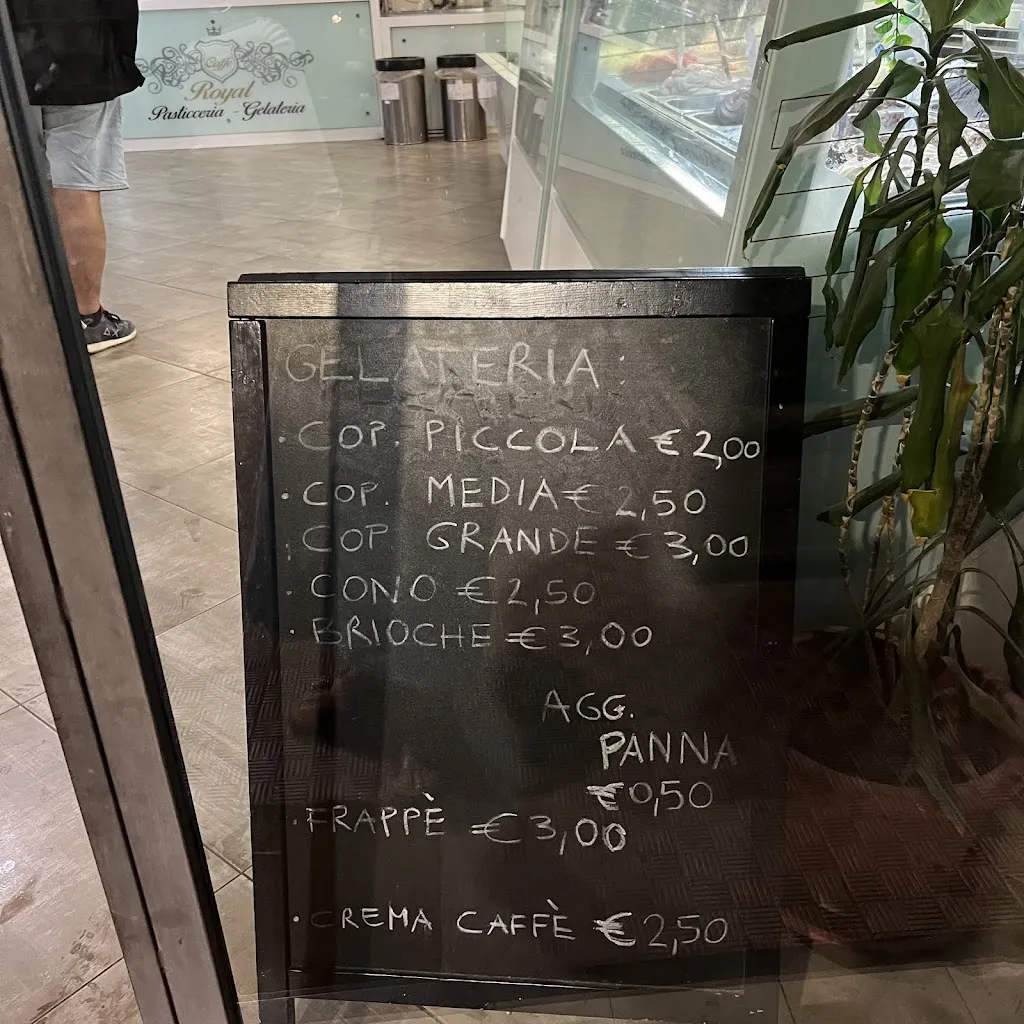 Caffè
Royal
Pasticceria - Gelateria
GELATERIA:
· COP. PICCOLA € 2,00
· COP. MEDIA € 2,50
· COP. GRANDE € 3,00
· CONO € 2,50
· BRIOCHE € 3,00
AGG.
PANNA
€ 0,50
· FRAPPÈ € 3,00
· CREMA CAFFÈ € 2,50